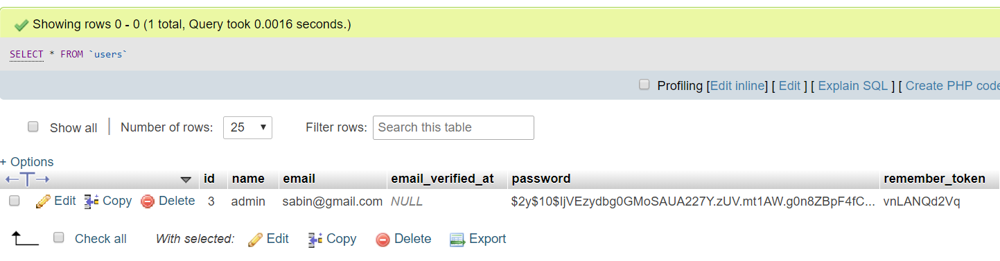 Showing rows 0 - 0 (1 total, Query took 0.0016 seconds.)
SELECT * FROM `users`
Profiling [Edit inline] [ Edit ] [ Explain SQL ] [ Create PHP code
Show all | Number of rows: 25 Filter rows: Search this table
+ Options
id name email email_verified_at password remember_token
Edit Copy Delete 3 admin sabin@gmail.com NULL $2y$10$IjVEzydbg0GMoSAUA227Y.zUV.mt1AW.g0n8ZBpF4fC... vnLANQd2Vq
Check all With selected: Edit Copy Delete Export